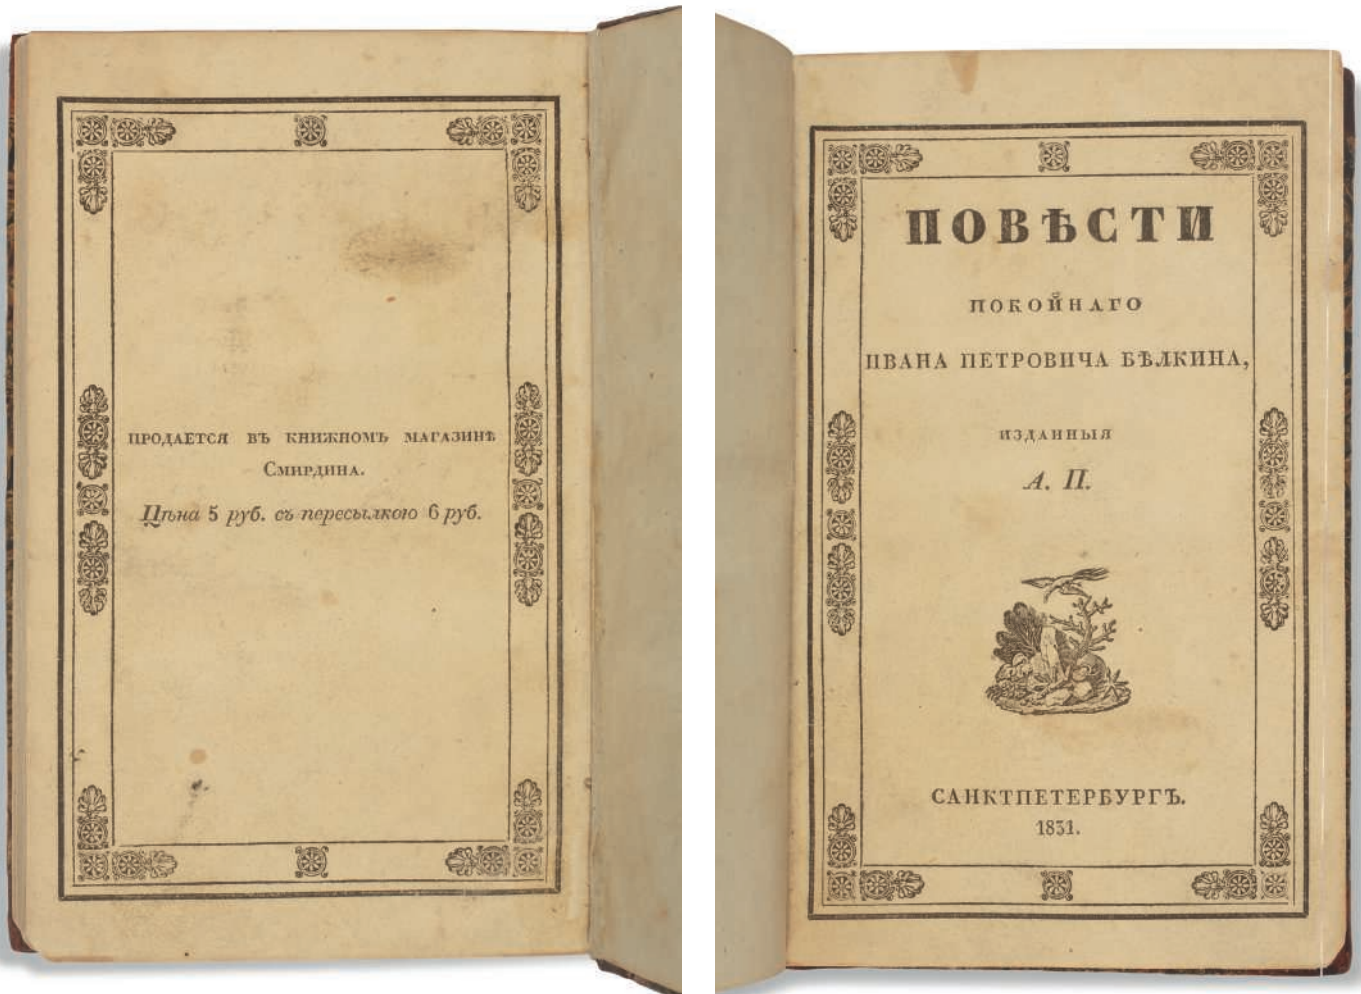 ПРОДАЕТСЯ ВЪ КНИЖНОМЪ МАГАЗИНѢ
Смирдина.
Цѣна 5 руб. съ пересылкою 6 руб.
ПОВѢСТИ
ПОКОЙНАГО
ИВАНА ПЕТРОВИЧА БѢЛКИНА,
ИЗДАННЫЯ
А. П.
САНКТПЕТЕРБУРГЪ.
1831.